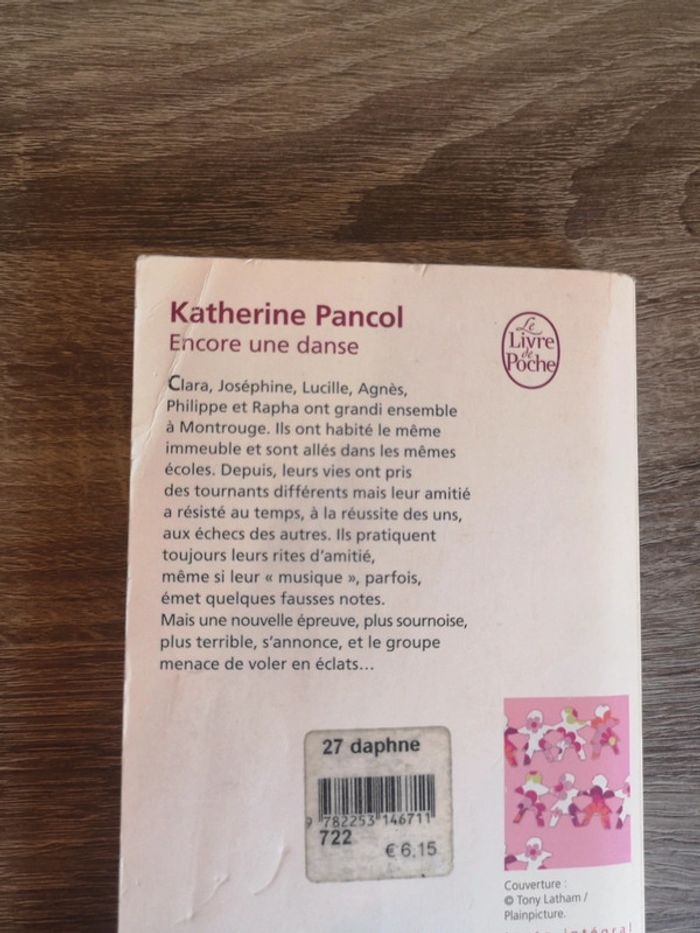 Katherine Pancol
Encore une danse
Le
Livre
de
Poche
Clara, Joséphine, Lucille, Agnès,
Philippe et Rapha ont grandi ensemble
à Montrouge. Ils ont habité le même
immeuble et sont allés dans les mêmes
écoles. Depuis, leurs vies ont pris
des tournants différents mais leur amitié
a résisté au temps, à la réussite des uns,
aux échecs des autres. Ils pratiquent
toujours leurs rites d'amitié,
même si leur « musique », parfois,
émet quelques fausses notes.
Mais une nouvelle épreuve, plus sournoise,
plus terrible, s'annonce, et le groupe
menace de voler en éclats...
27 daphne
9 782253 146711
722
€ 6,15
Couverture :
© Tony Latham /
Plainpicture.
intégral